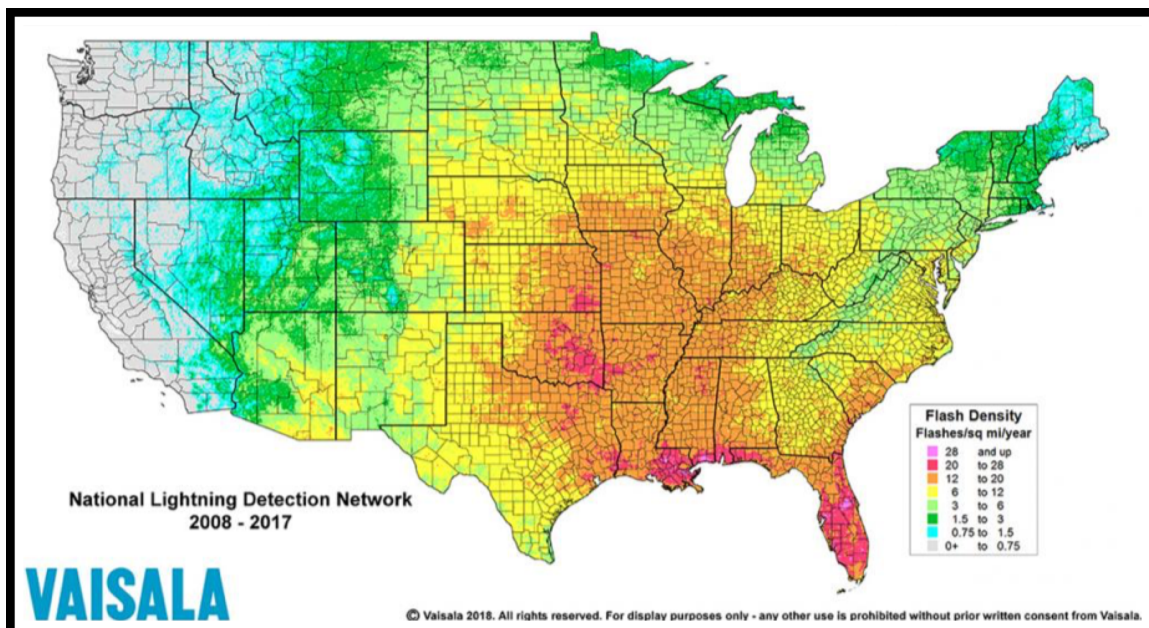 National Lightning Detection Network
2008 - 2017
Flash Density
Flashes/sq mi/year
28 and up
20 to 28
12 to 20
6 to 12
3 to 6
1.5 to 3
0.75 to 1.5
0+ to 0.75
VAISALA
© Vaisala 2018. All rights reserved. For display purposes only - any other use is prohibited without prior written consent from Vaisala.